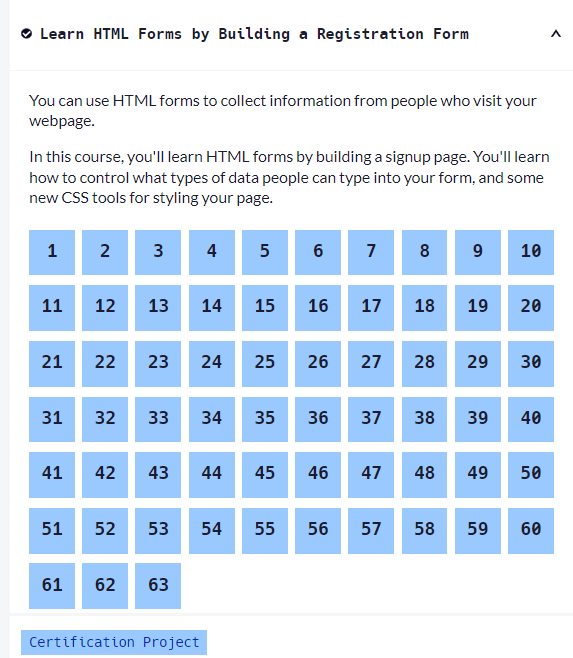 Learn HTML Forms by Building a Registration Form
You can use HTML forms to collect information from people who visit your
webpage.
In this course, you'll learn HTML forms by building a signup page. You'll learn
how to control what types of data people can type into your form, and some
new CSS tools for styling your page.
1 2 3 4 5 6 7 8 9 10
11 12 13 14 15 16 17 18 19 20
21 22 23 24 25 26 27 28 29 30
31 32 33 34 35 36 37 38 39 40
41 42 43 44 45 46 47 48 49 50
51 52 53 54 55 56 57 58 59 60
61 62 63
Certification Project